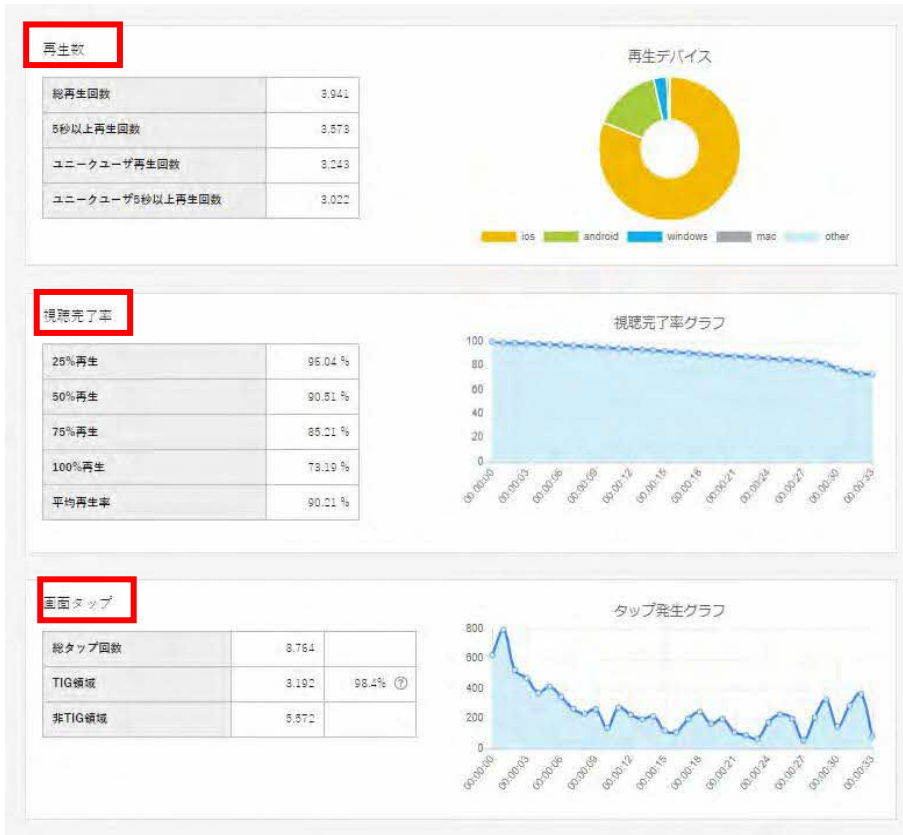 再生数
再生デバイス
総再生回数 3,941
5秒以上再生回数 3,573
ユニークユーザ再生回数 3,243
ユニークユーザ5秒以上再生回数 3,022
ios android windows mac other
視聴完了率
視聴完了率グラフ
25%再生 95.04 %
50%再生 90.51 %
75%再生 85.21 %
100%再生 73.19 %
平均再生率 90.21 %
100
80
60
40
20
0
00:00:00 00:00:03 00:00:06 00:00:09 00:00:12 00:00:15 00:00:18 00:00:21 00:00:24 00:00:27 00:00:30 00:00:33
画面タップ
タップ発生グラフ
総タップ回数 8,764
TIG領域 3,192 98.4% ?
非TIG領域 5,572
800
600
400
200
0
00:00:00 00:00:03 00:00:06 00:00:09 00:00:12 00:00:15 00:00:18 00:00:21 00:00:24 00:00:27 00:00:30 00:00:33